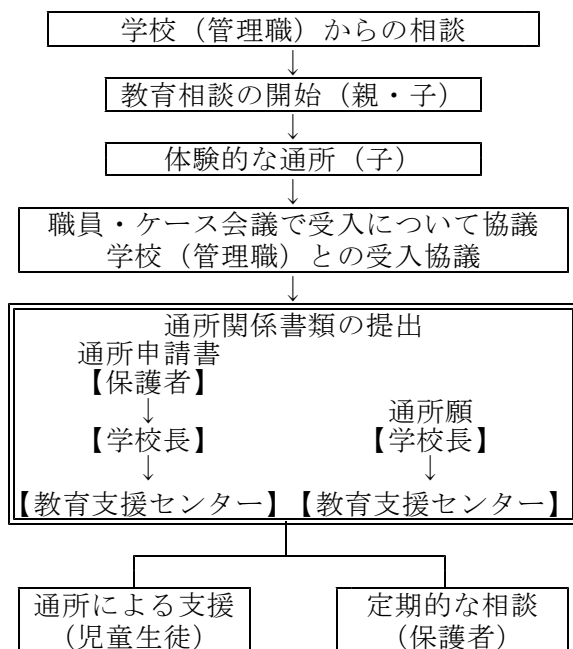 学校（管理職）からの相談
↓
教育相談の開始（親・子）
↓
体験的な通所（子）
↓
職員・ケース会議で受入について協議
学校（管理職）との受入協議
↓
通所関係書類の提出
通所申請書
【保護者】
↓ 通所願
【学校長】 【学校長】
↓ ↓
【教育支援センター】【教育支援センター】
通所による支援 定期的な相談
（児童生徒） （保護者）